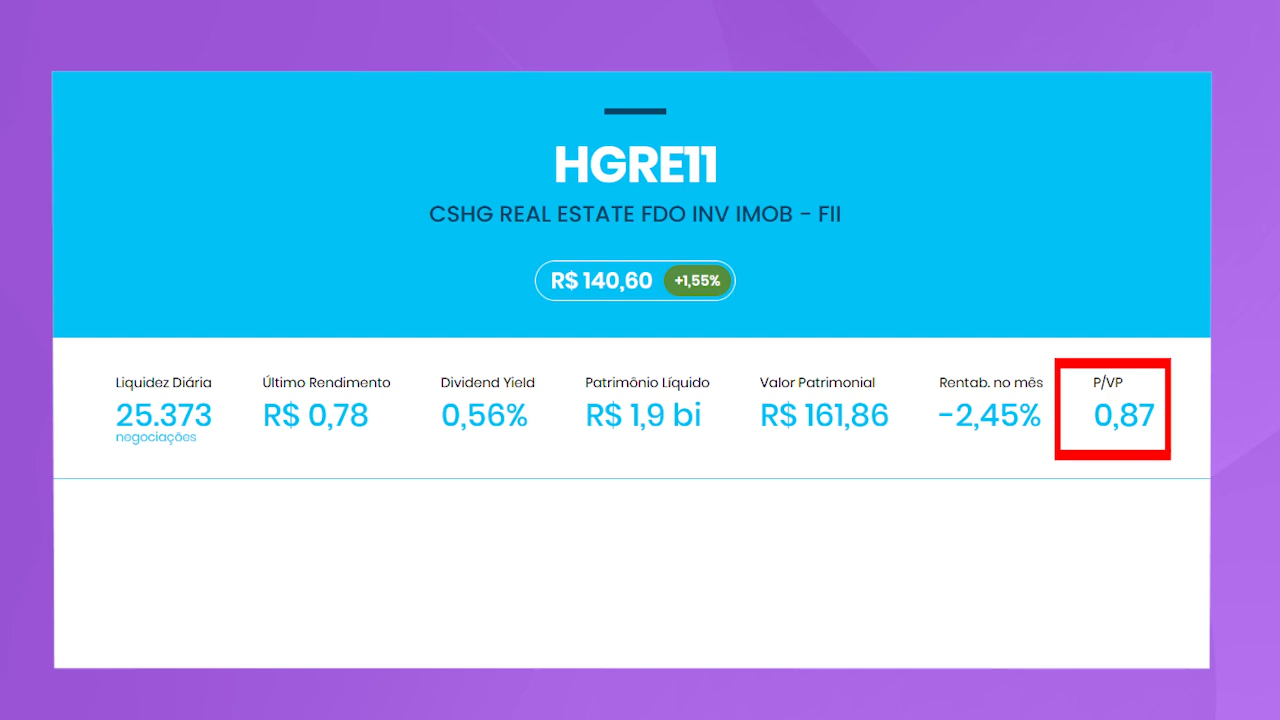 HGRE11
CSHG REAL ESTATE FDO INV IMOB - FII
R$ 140,60 +1,55%
Liquidez Diária Último Rendimento Dividend Yield Patrimônio Líquido Valor Patrimonial Rentab. no mês P/VP
25.373 R$ 0,78 0,56% R$ 1,9 bi R$ 161,86 -2,45% 0,87
negociações